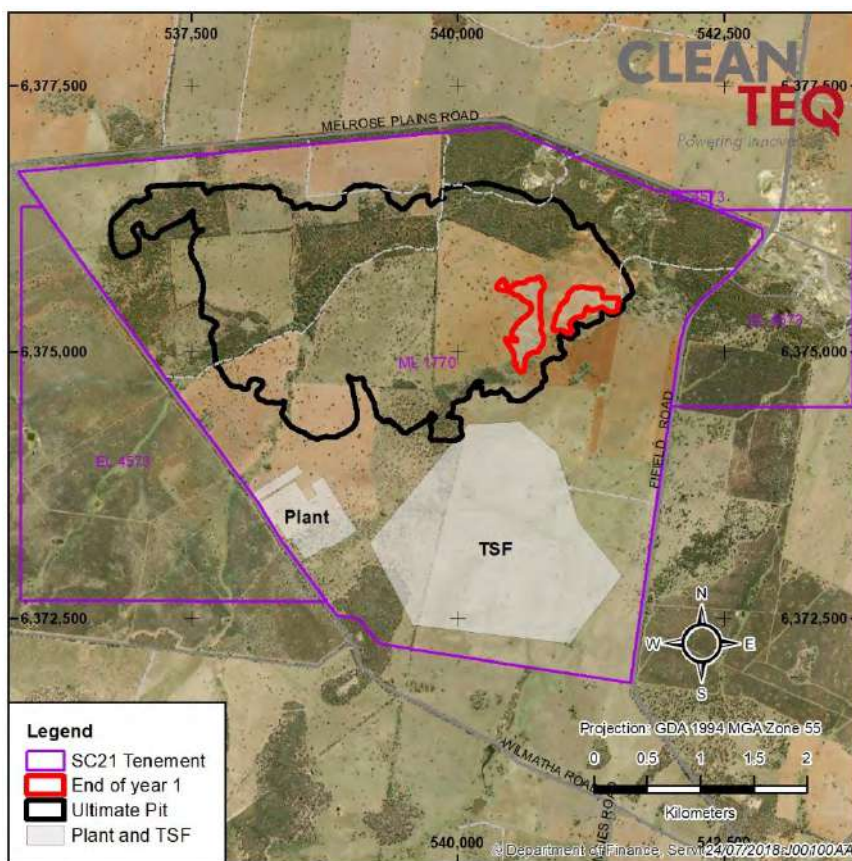 537,500
540,000
542,500
6,377,500
6,377,500
CLEAN
TEQ
MELROSE PLAINS ROAD
6,375,000
ML 1770
6,375,000
FIFIELD ROAD
EL 4573
Plant
TSF
6,372,500
6,372,500
N
W
E
S
Legend
SC21 Tenement
End of year 1
Ultimate Pit
Plant and TSF
Projection: GDA 1994 MGA Zone 55
0 0.5 1 1.5 2
Kilometers
WILMATHA ROAD
540,000
© Department of Finance,